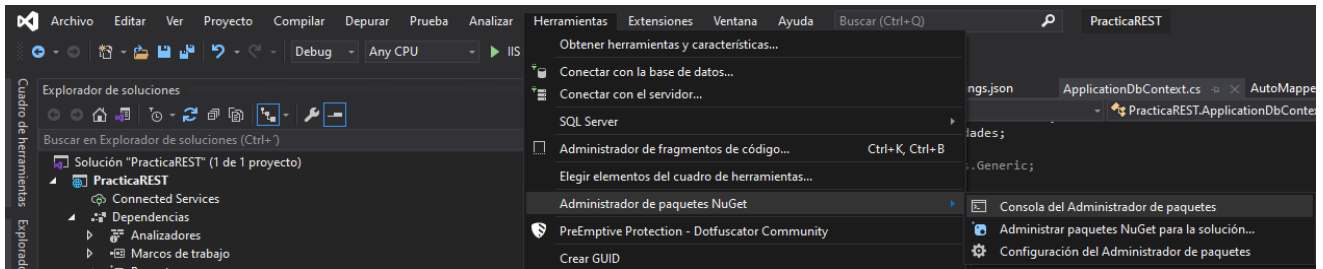 Archivo Editar Ver Proyecto Compilar Depurar Prueba Analizar Herramientas Extensiones Ventana Ayuda Buscar (Ctrl+Q) PracticaREST
Debug Any CPU IIS
Obtener herramientas y características...
Conectar con la base de datos...
Conectar con el servidor...
SQL Server
Administrador de fragmentos de código... Ctrl+K, Ctrl+B
Elegir elementos del cuadro de herramientas...
Administrador de paquetes NuGet
PreEmptive Protection - Dotfuscator Community
Crear GUID
Consola del Administrador de paquetes
Administrar paquetes NuGet para la solución...
Configuración del Administrador de paquetes
Cuadro de herramientas
Explorado
Explorador de soluciones
Buscar en Explorador de soluciones (Ctrl+´)
Solución "PracticaREST" (1 de 1 proyecto)
PracticaREST
Connected Services
Dependencias
Analizadores
Marcos de trabajo
ngs.json ApplicationDbContext.cs AutoMappe
PracticaREST.ApplicationDbConte
dades;
s.Generic;